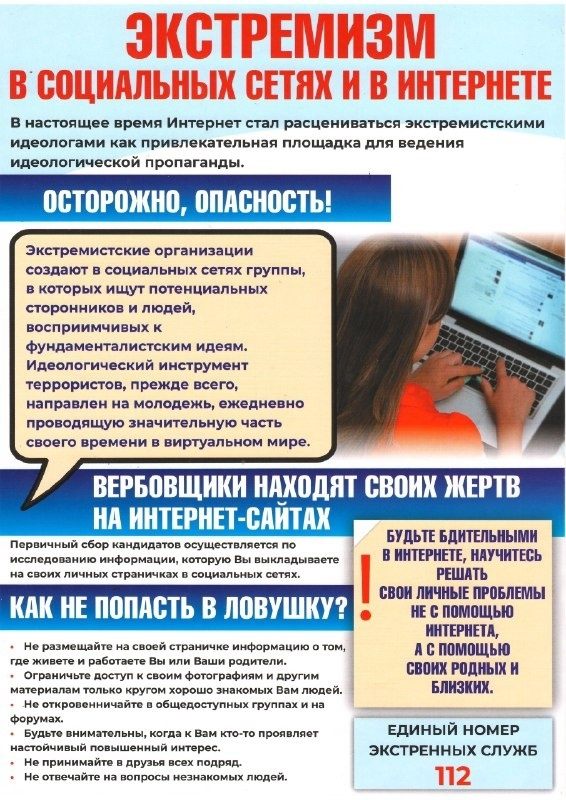 ЭКСТРЕМИЗМ
В СОЦИАЛЬНЫХ СЕТЯХ И В ИНТЕРНЕТЕ
В настоящее время Интернет стал расцениваться экстремистскими
идеологами как привлекательная площадка для ведения
идеологической пропаганды.
ОСТОРОЖНО, ОПАСНОСТЬ!
Экстремистские организации
создают в социальных сетях группы,
в которых ищут потенциальных
сторонников и людей,
восприимчивых к
фундаменталистским идеям.
Идеологический инструмент
террористов, прежде всего,
направлен на молодежь, ежедневно
проводящую значительную часть
своего времени в виртуальном мире.
ВЕРБОВЩИКИ НАХОДЯТ СВОИХ ЖЕРТВ
НА ИНТЕРНЕТ-САЙТАХ
Первичный сбор кандидатов осуществляется по
исследованию информации, которую Вы выкладываете
на своих личных страничках в социальных сетях.
КАК НЕ ПОПАСТЬ В ЛОВУШКУ?
• Не размещайте на своей страничке информацию о том,
где живете и работаете Вы или Ваши родители.
• Ограничьте доступ к своим фотографиям и другим
материалам только кругом хорошо знакомых Вам людей.
• Не откровенничайте в общедоступных группах и на
форумах.
• Будьте внимательны, когда к Вам кто-то проявляет
настойчивый повышенный интерес.
• Не принимайте в друзья всех подряд.
• Не отвечайте на вопросы незнакомых людей.
!
БУДЬТЕ БДИТЕЛЬНЫМИ
В ИНТЕРНЕТЕ, НАУЧИТЕСЬ
РЕШАТЬ
СВОИ ЛИЧНЫЕ ПРОБЛЕМЫ
НЕ С ПОМОЩЬЮ
ИНТЕРНЕТА,
А С ПОМОЩЬЮ
СВОИХ РОДНЫХ И
БЛИЗКИХ.
ЕДИНЫЙ НОМЕР
ЭКСТРЕННЫХ СЛУЖБ
112